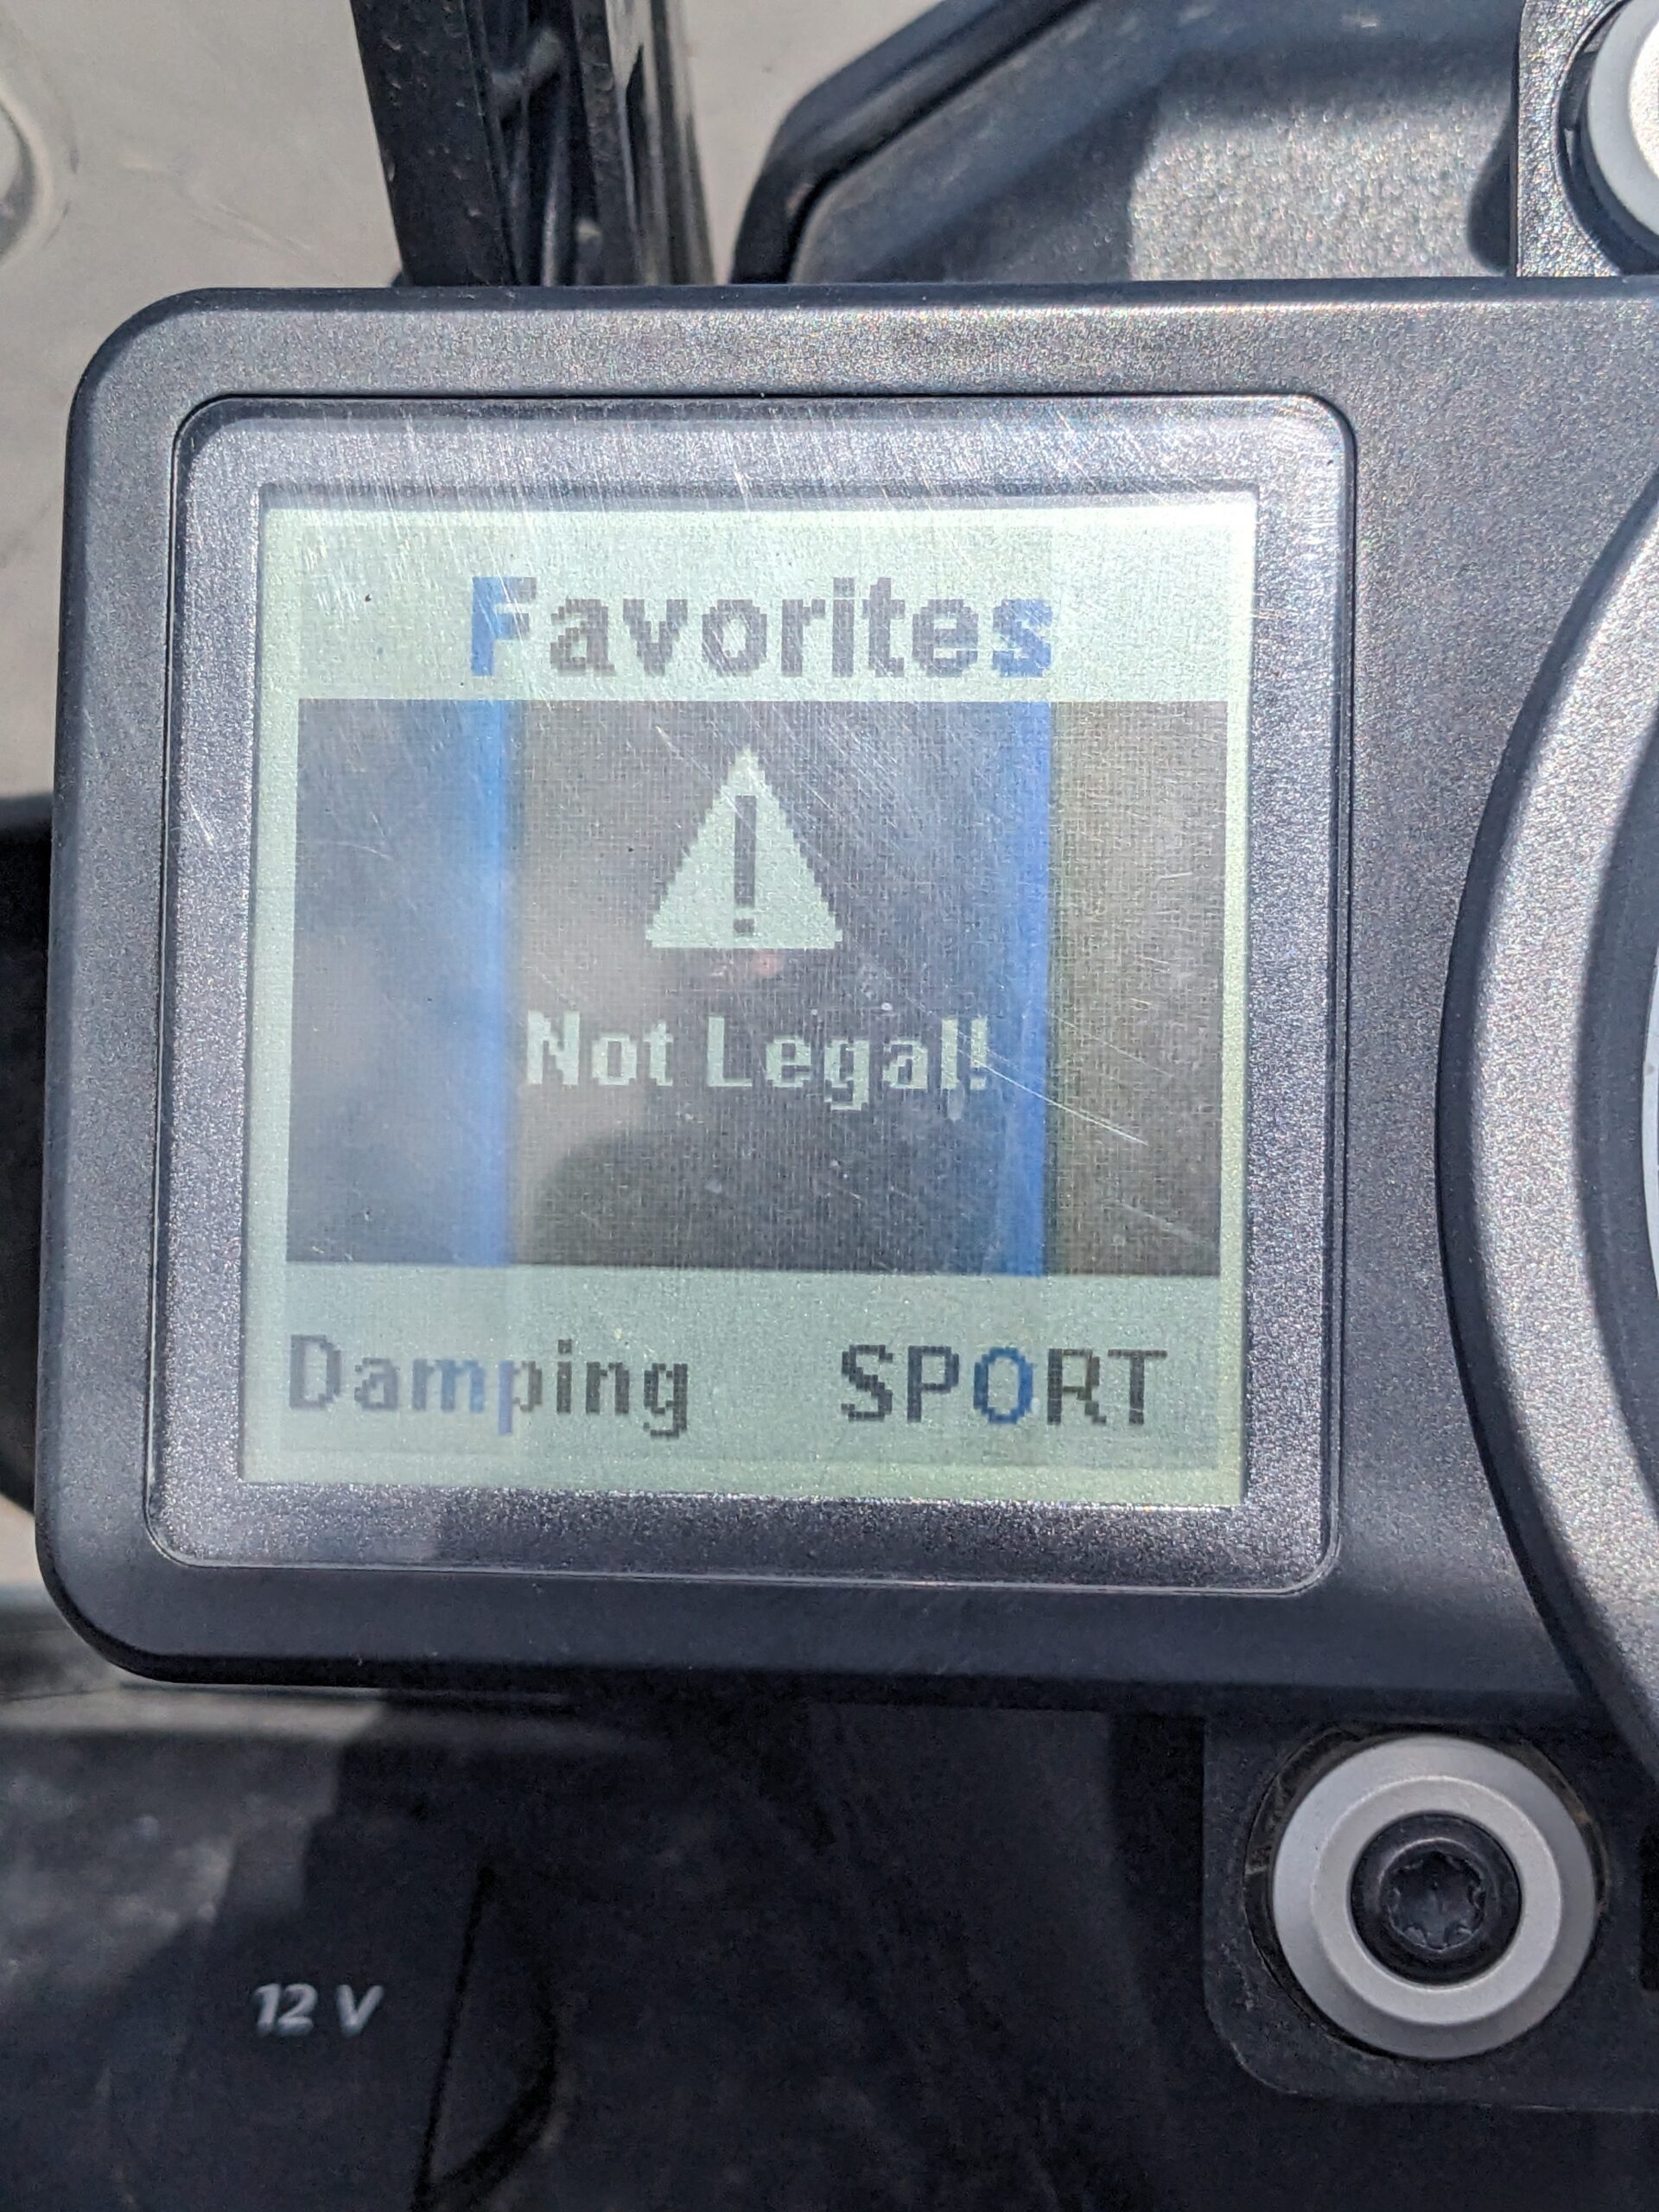 Favorites
Not Legal!
Damping SPORT
12 V